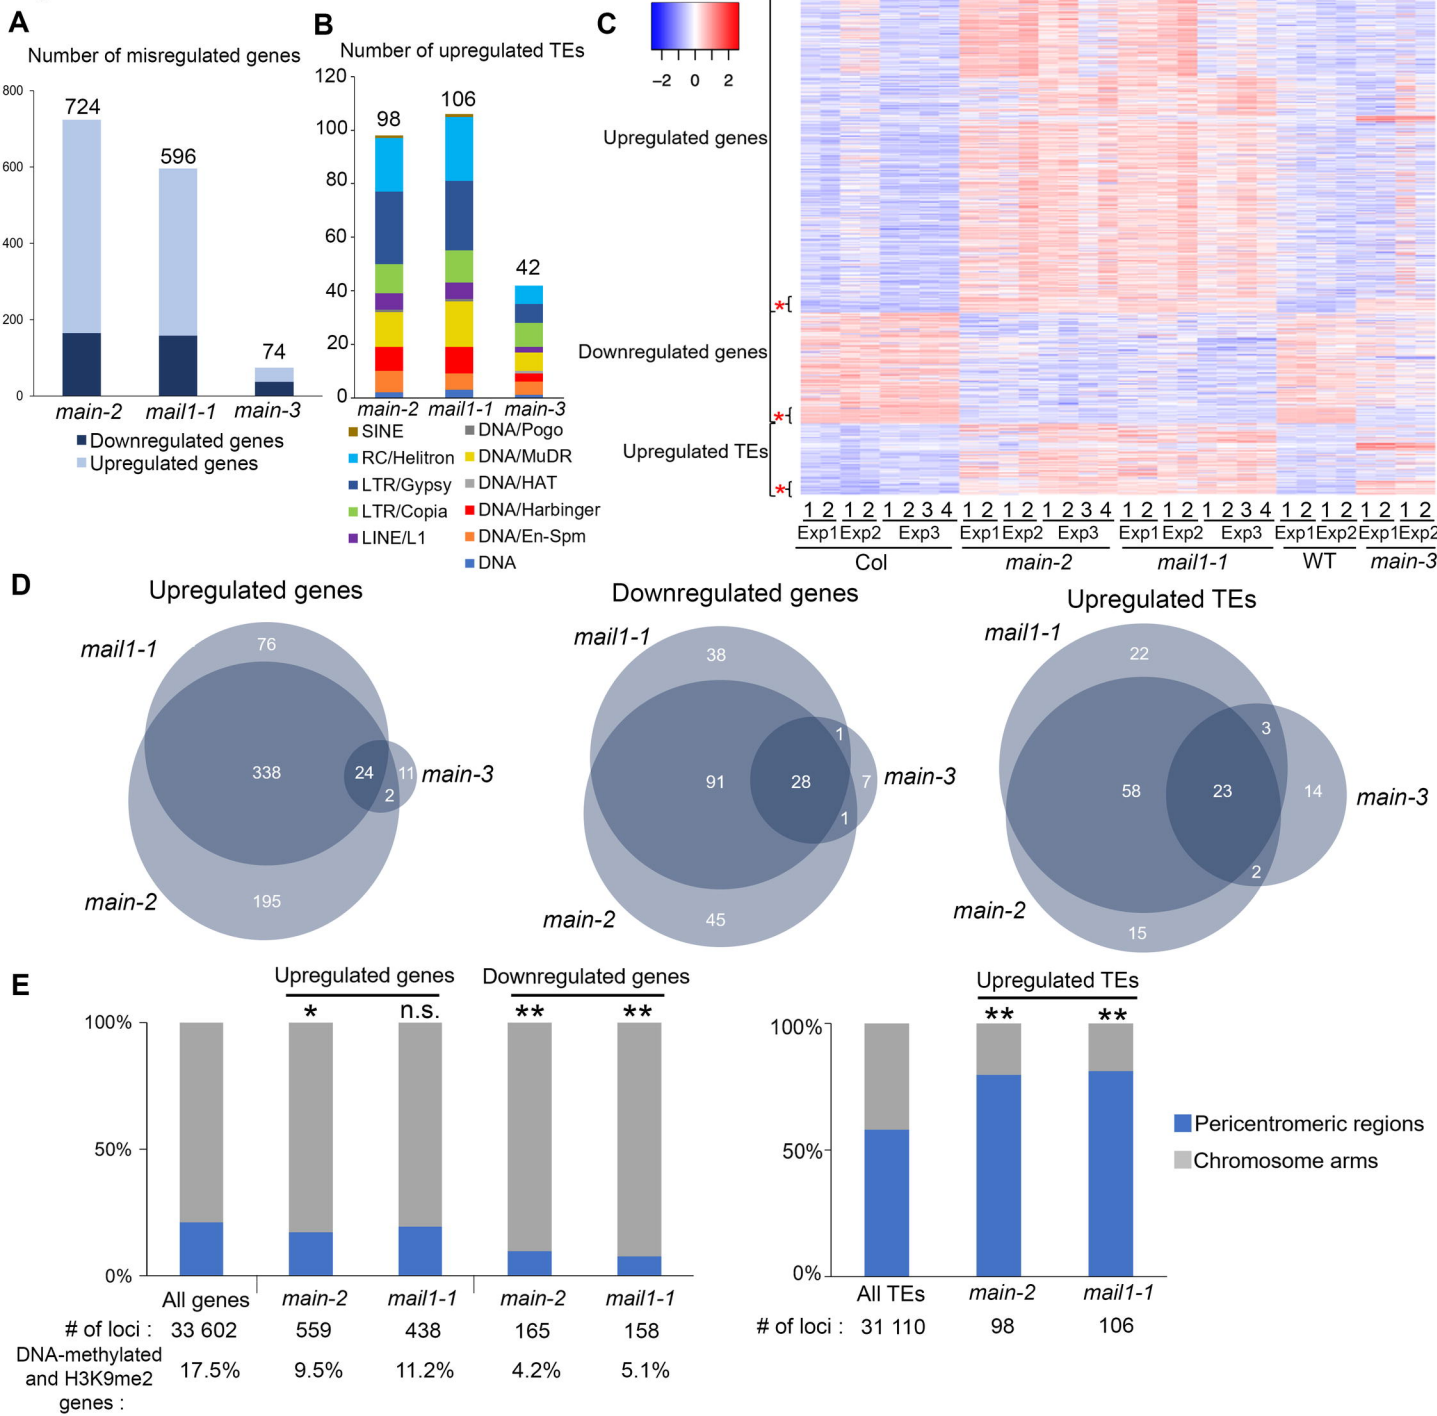 A
Number of misregulated genes
800
600
400
200
0
724
596
74
main-2 mail1-1 main-3
Downregulated genes
Upregulated genes
B
Number of upregulated TEs
120
100
80
60
40
20
0
98
106
42
main-2 mail1-1 main-3
SINE
RC/Helitron
LTR/Gypsy
LTR/Copia
LINE/L1
DNA/Pogo
DNA/MuDR
DNA/HAT
DNA/Harbinger
DNA/En-Spm
DNA
C
−2 0 2
Upregulated genes
*
Downregulated genes
*
Upregulated TEs
*
1 2 1 2 1 2 3 4 1 2 1 2 1 2 3 4 1 2 1 2 1 2 3 4 1 2 1 2 1 2 1 2
Exp1 Exp2 Exp3 Exp1 Exp2 Exp3 Exp1 Exp2 Exp3 Exp1 Exp2 Exp1 Exp2
Col main-2 mail1-1 WT main-3
D
Upregulated genes
mail1-1
76
338
24
11
2
main-3
main-2
195
Downregulated genes
mail1-1
38
1
91
28
7
1
main-3
main-2
45
Upregulated TEs
mail1-1
22
3
58
23
14
2
main-3
main-2
15
E
Upregulated genes Downregulated genes
* n.s. ** **
100%
50%
0%
All genes main-2 mail1-1 main-2 mail1-1
# of loci : 33 602 559 438 165 158
DNA-methylated
and H3K9me2
genes :
17.5% 9.5% 11.2% 4.2% 5.1%
Upregulated TEs
** **
100%
50%
0%
All TEs main-2 mail1-1
# of loci : 31 110 98 106
Pericentromeric regions
Chromosome arms